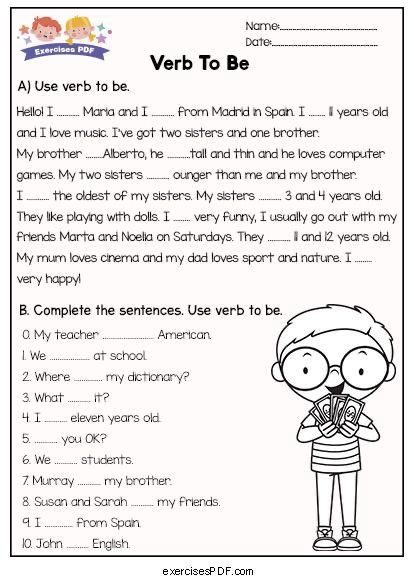 Exercises PDF
Name:..............................................
Date:................................................
Verb To Be
A) Use verb to be.
Hello! I .......... Maria and I .......... from Madrid in Spain. I ........ 11 years old
and I love music. I've got two sisters and one brother.
My brother ........Alberto, he ..........tall and thin and he loves computer
games. My two sisters .......... ounger than me and my brother.
I .......... the oldest of my sisters. My sisters .......... 3 and 4 years old.
They like playing with dolls. I ........ very funny, I usually go out with my
friends Marta and Noelia on Saturdays. They .......... 11 and 12 years old.
My mum loves cinema and my dad loves sport and nature. I ........
very happy!
B. Complete the sentences. Use verb to be.
0. My teacher ........................ American.
1. We .................. at school.
2. Where ............. my dictionary?
3. What ........... it?
4. I .............. eleven years old.
5. ........... you OK?
6. We ........... students.
7. Murray ........... my brother.
8. Susan and Sarah .......... my friends.
9. I ............. from Spain.
10. John .......... English.
exercisesPDF.com